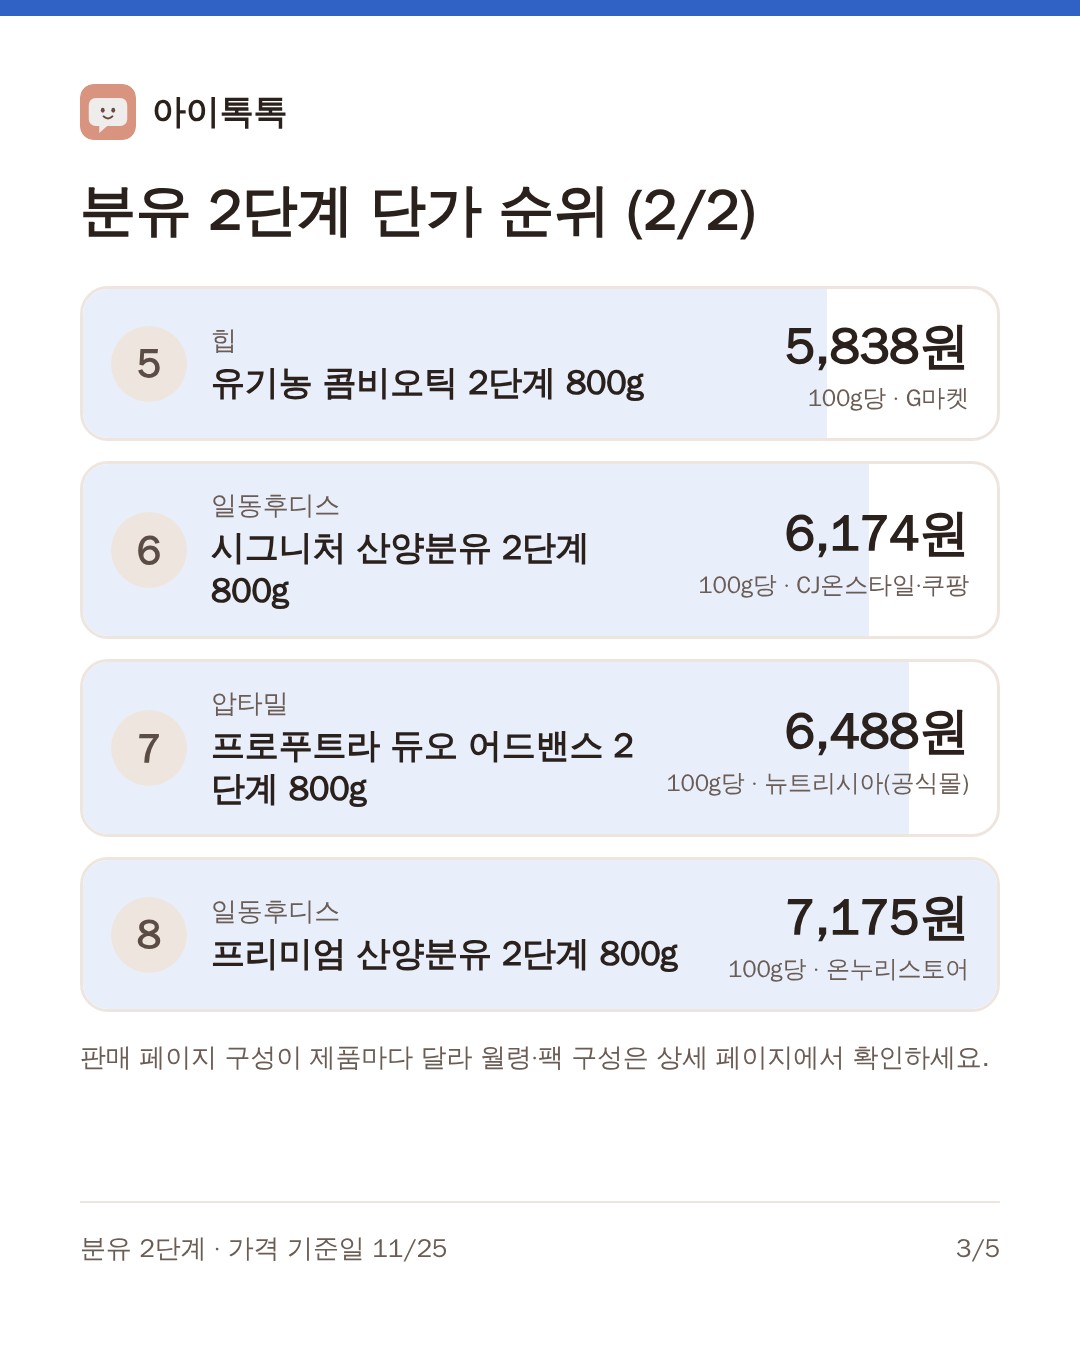 아이톡톡
분유 2단계 단가 순위 (2/2)
5
힙
유기농 콤비오틱 2단계 800g
5,838원
100g당 · G마켓
6
일동후디스
시그니처 산양분유 2단계
800g
6,174원
100g당 · CJ온스타일·쿠팡
7
압타밀
프로푸트라 듀오 어드밴스 2
단계 800g
6,488원
100g당 · 뉴트리시아(공식몰)
8
일동후디스
프리미엄 산양분유 2단계 800g
7,175원
100g당 · 온누리스토어
판매 페이지 구성이 제품마다 달라 월령·팩 구성은 상세 페이지에서 확인하세요.
분유 2단계 · 가격 기준일 11/25
3/5